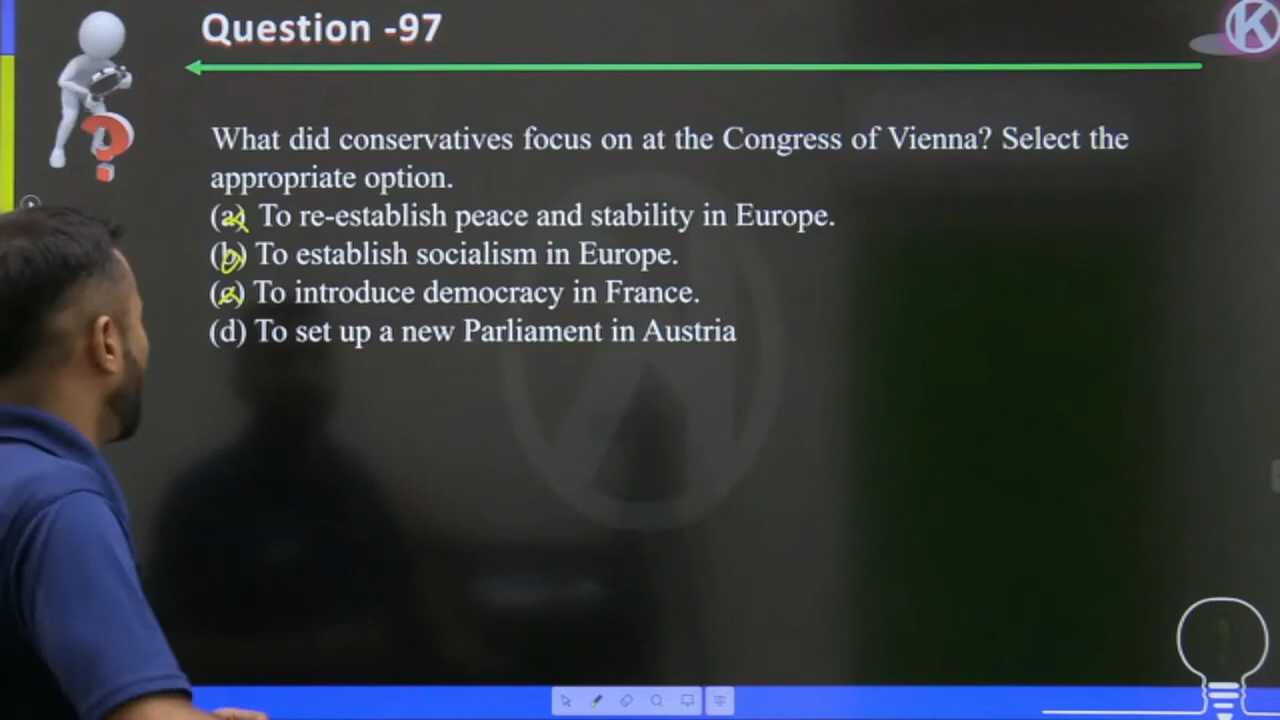 Question -97
K
What did conservatives focus on at the Congress of Vienna? Select the
appropriate option.
(a) To re-establish peace and stability in Europe.
(b) To establish socialism in Europe.
(c) To introduce democracy in France.
(d) To set up a new Parliament in Austria